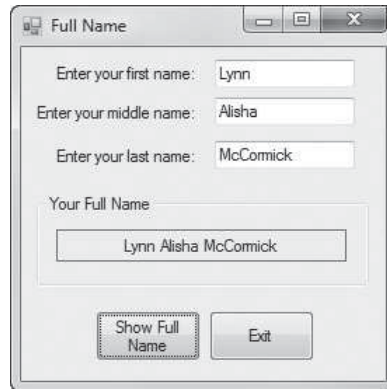 Full Name
Enter your first name: Lynn
Enter your middle name: Alisha
Enter your last name: McCormick
Your Full Name
Lynn Alisha McCormick
Show Full
Name
Exit